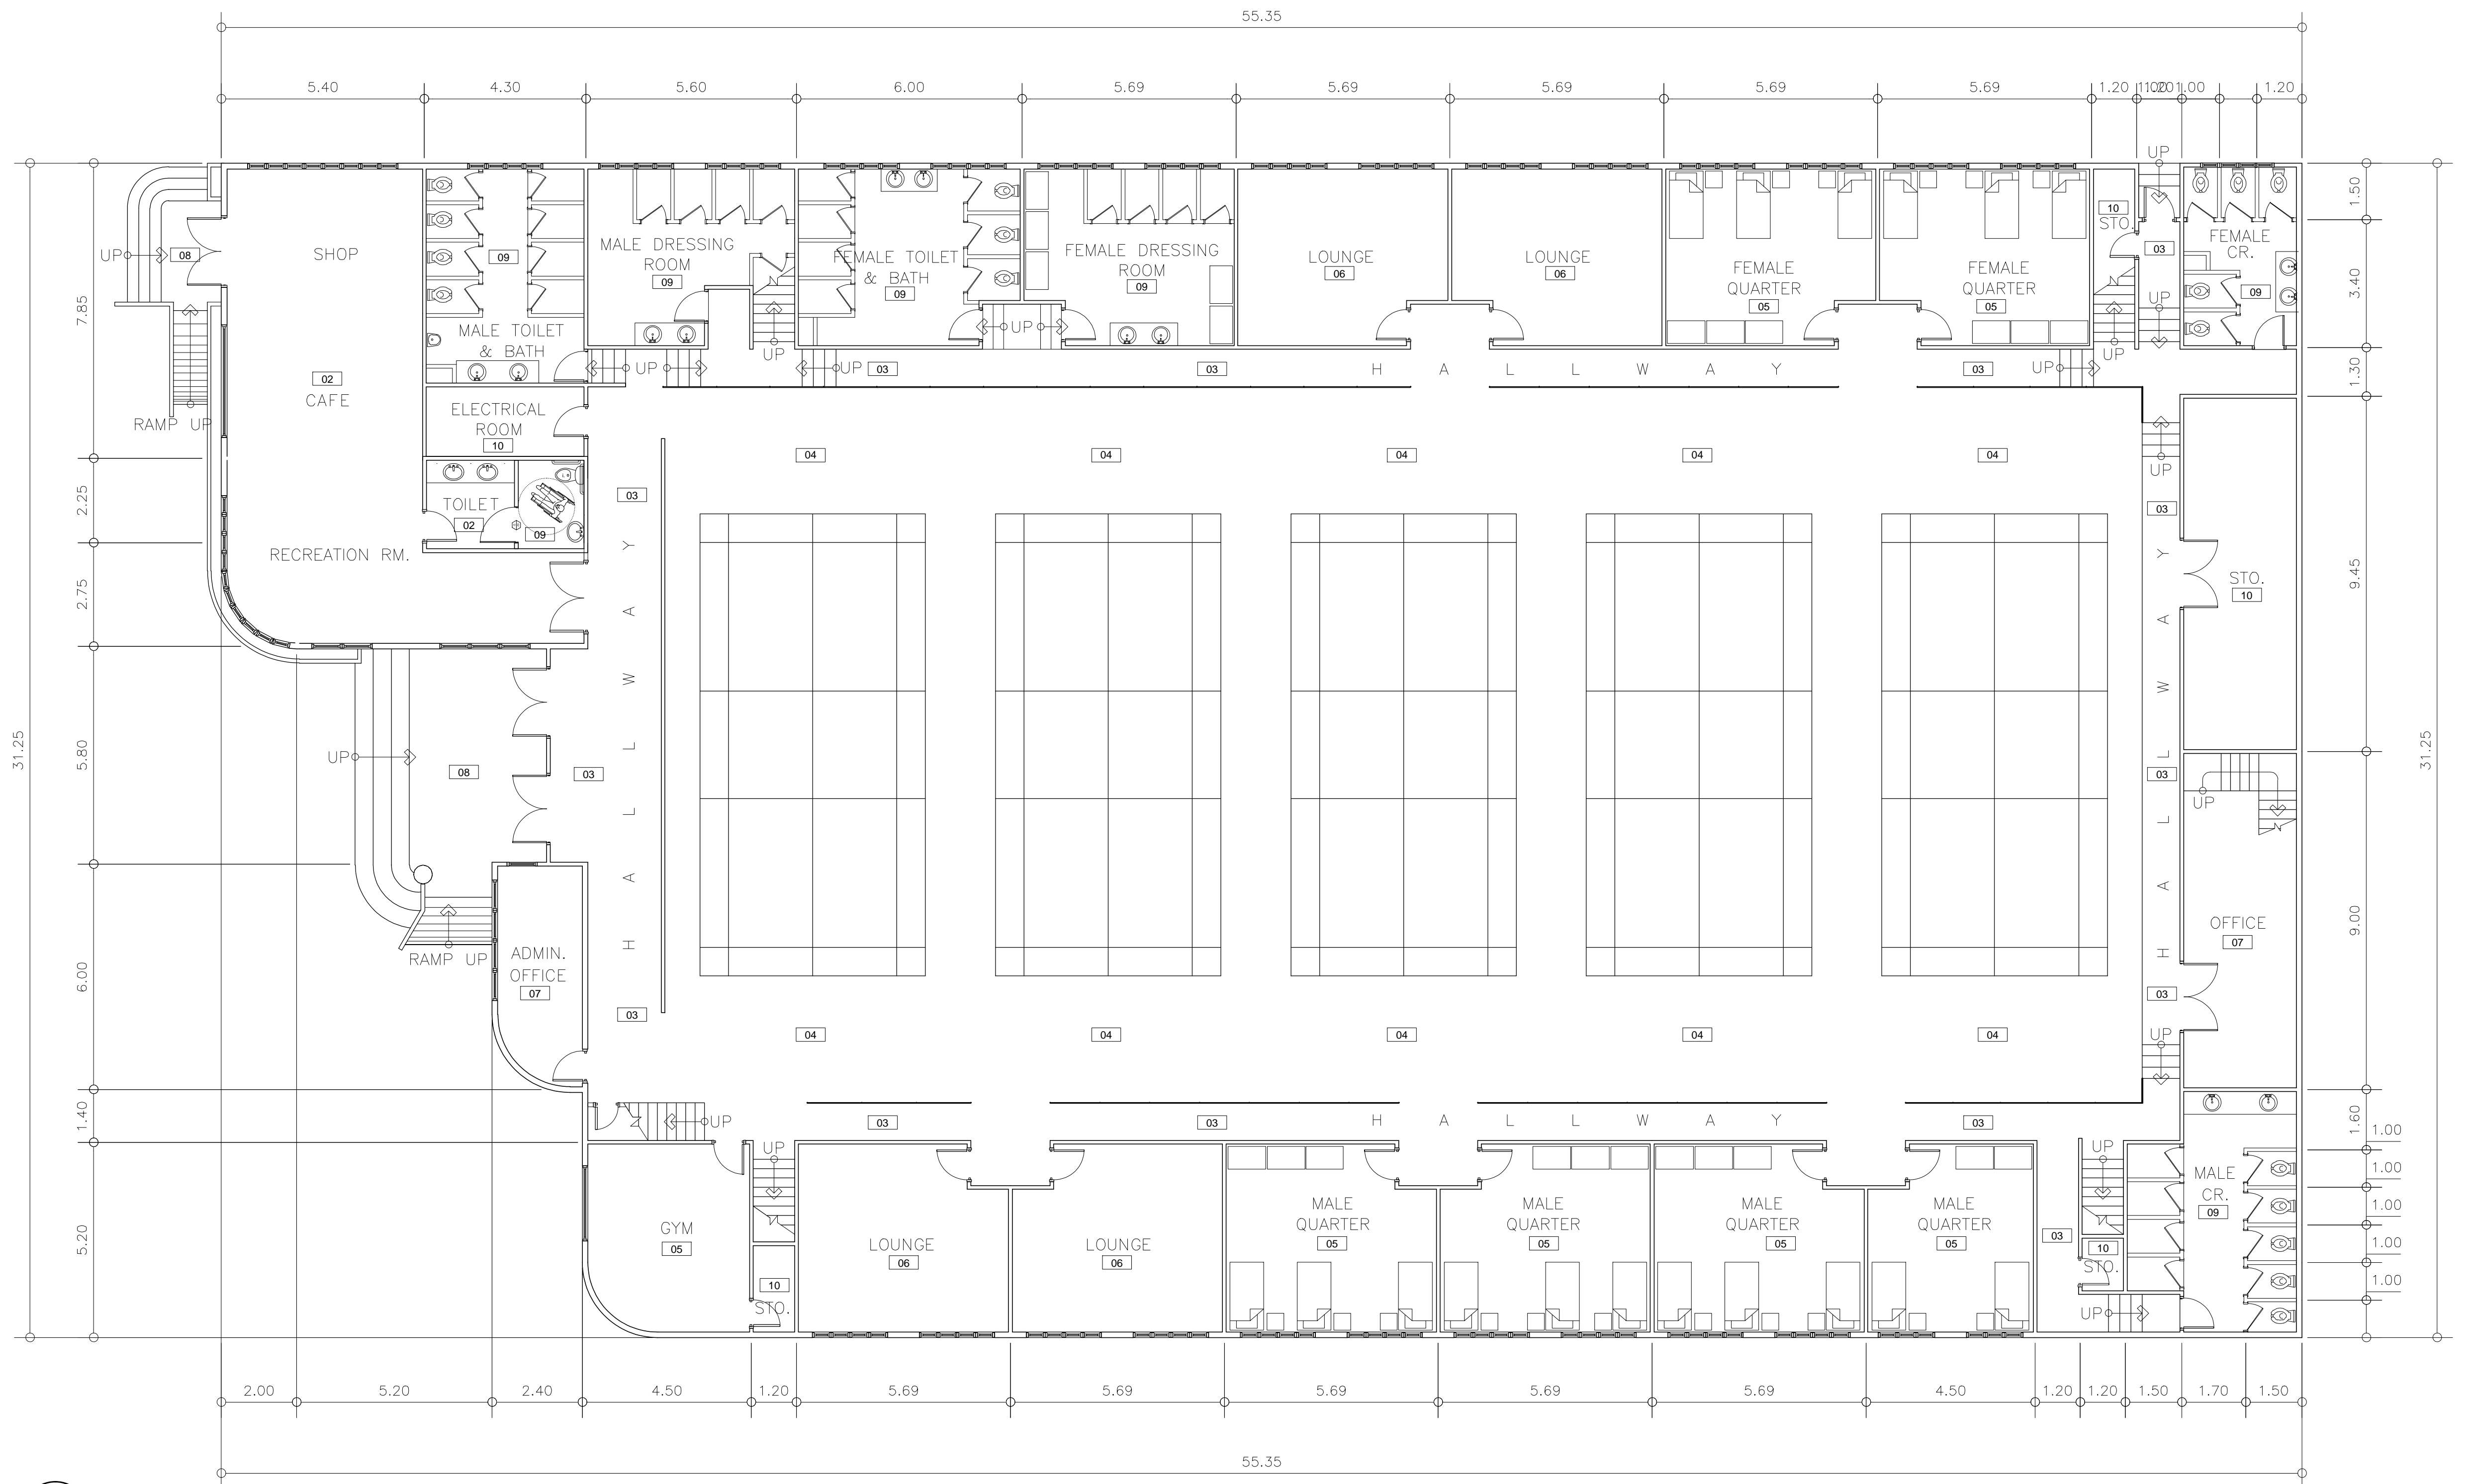 55.35
5.40 4.30 5.60 6.00 5.69 5.69 5.69 5.69 5.69 1.20 1.00 1.20 1.00 1.20
UP
10
STO.
03
FEMALE
CR.
09
UP
UP
UP
UP 08
SHOP
09
MALE DRESSING
ROOM
09
FEMALE TOILET
& BATH
09
FEMALE DRESSING
ROOM
09
LOUNGE
06
LOUNGE
06
FEMALE
QUARTER
05
FEMALE
QUARTER
05
MALE TOILET
& BATH
UP
UP
UP
UP 03 03 HALLWAY 03
02
CAFE
RAMP UP
ELECTRICAL
ROOM
10
TOILET
02
09
RECREATION RM.
04 04 04 04 04
03
HALLWAY
03
03
UP
03
HALLWAY
03
03
UP
STO.
10
UP
OFFICE
07
UP
08
RAMP UP
ADMIN.
OFFICE
07
04 04 04 04 04
UP
UP
03 03 HALLWAY 03
GYM
05
10
STO.
LOUNGE
06
LOUNGE
06
MALE
QUARTER
05
MALE
QUARTER
05
MALE
QUARTER
05
MALE
QUARTER
05
03
UP
10
STO.
UP
MALE
CR.
09
31.25
7.85
2.25
2.75
5.80
6.00
1.40
5.20
1.50
3.40
1.30
9.45
9.00
1.60
1.00
1.00
1.00
1.00
1.00
31.25
2.00 5.20 2.40 4.50 1.20 5.69 5.69 5.69 5.69 5.69 4.50 1.20 1.20 1.50 1.70 1.50
55.35